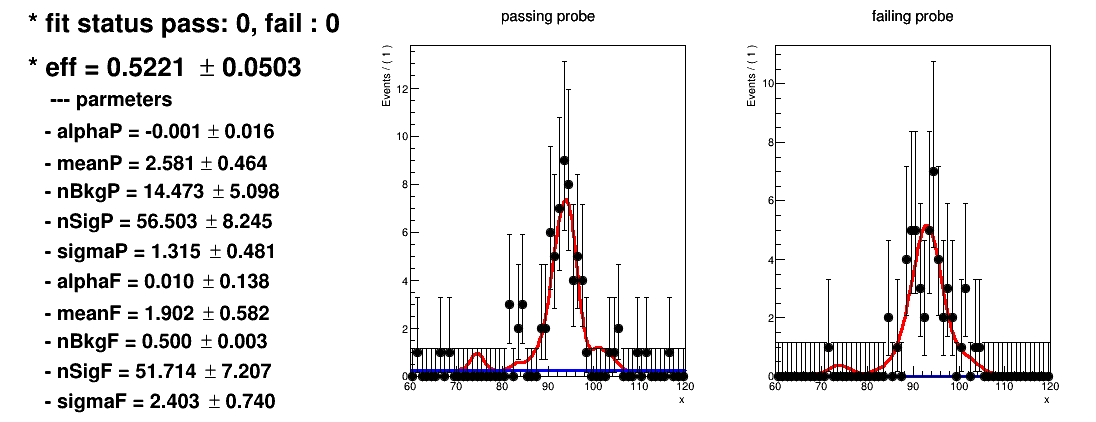 * fit status pass: 0, fail : 0
* eff = 0.5221 ± 0.0503
--- parmeters
- alphaP = -0.001 ± 0.016
- meanP = 2.581 ± 0.464
- nBkgP = 14.473 ± 5.098
- nSigP = 56.503 ± 8.245
- sigmaP = 1.315 ± 0.481
- alphaF = 0.010 ± 0.138
- meanF = 1.902 ± 0.582
- nBkgF = 0.500 ± 0.003
- nSigF = 51.714 ± 7.207
- sigmaF = 2.403 ± 0.740
passing probe
Events / ( 1 )
12
10
8
6
4
2
0
60 70 80 90 100 110 120
x
failing probe
Events / ( 1 )
10
8
6
4
2
0
60 70 80 90 100 110 120
x